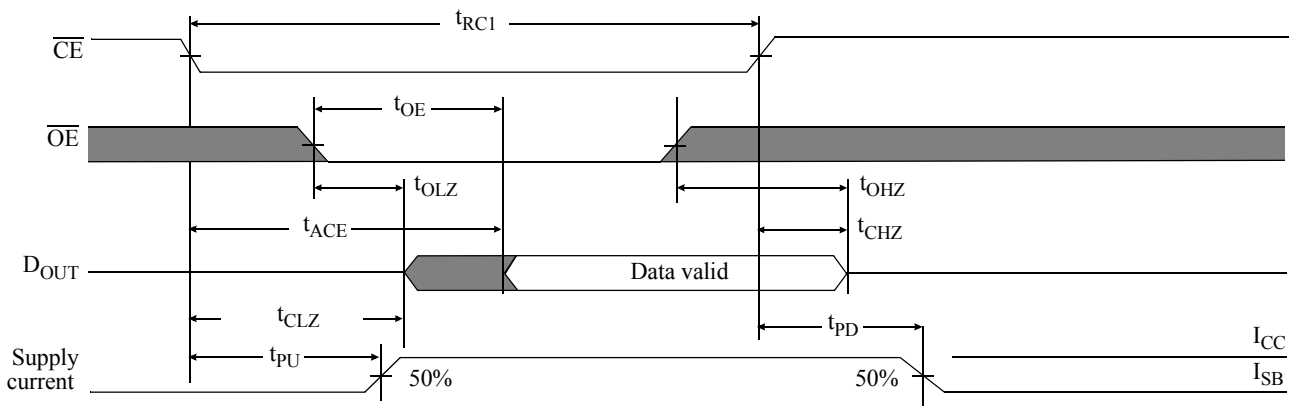 tRC1
CE
tOE
OE
tOLZ
tOHZ
tACE
tCHZ
DOUT
Data valid
tCLZ
tPD
Supply
current
tPU
50%
50%
ICC
ISB